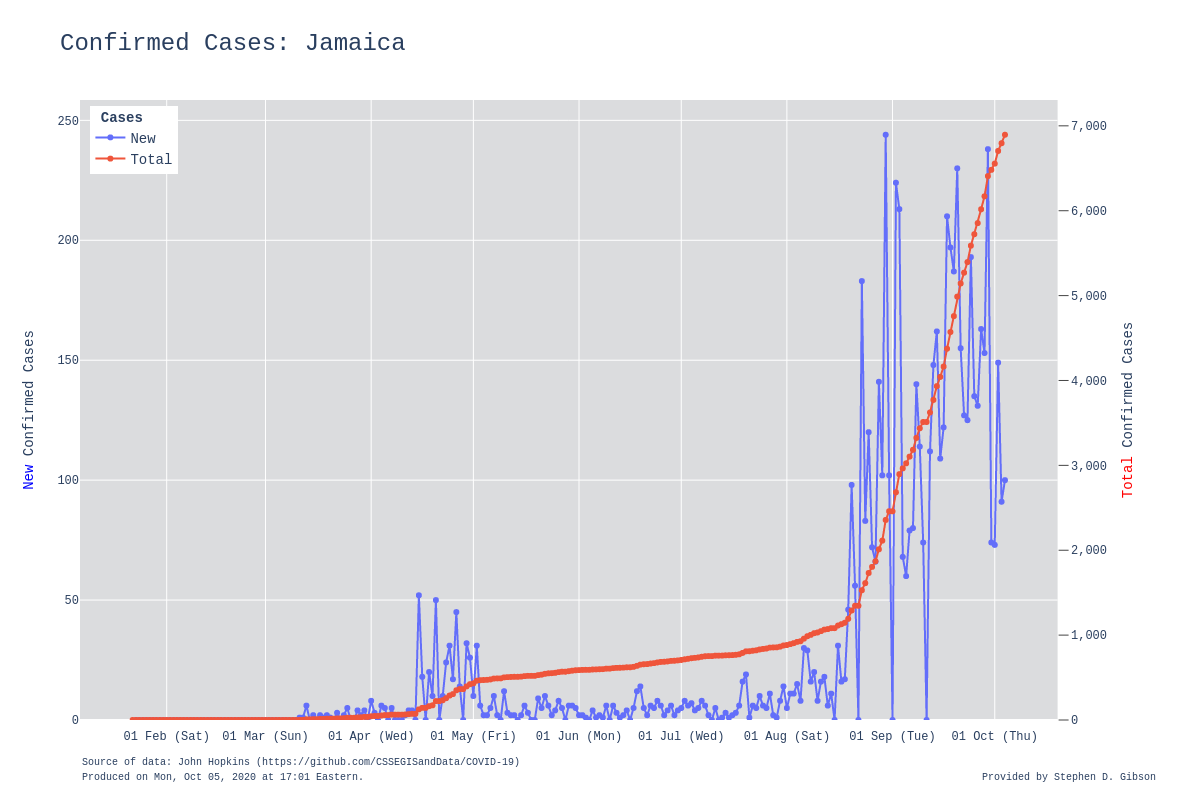 Confirmed Cases: Jamaica
Cases
New
Total
250
200
150
100
50
0
7,000
6,000
5,000
4,000
3,000
2,000
1,000
0
New Confirmed Cases
Total Confirmed Cases
01 Feb (Sat) 01 Mar (Sun) 01 Apr (Wed) 01 May (Fri) 01 Jun (Mon) 01 Jul (Wed) 01 Aug (Sat) 01 Sep (Tue) 01 Oct (Thu)
Source of data: John Hopkins (https://github.com/CSSEGISandData/COVID-19)
Produced on Mon, Oct 05, 2020 at 17:01 Eastern.
Provided by Stephen D. Gibson